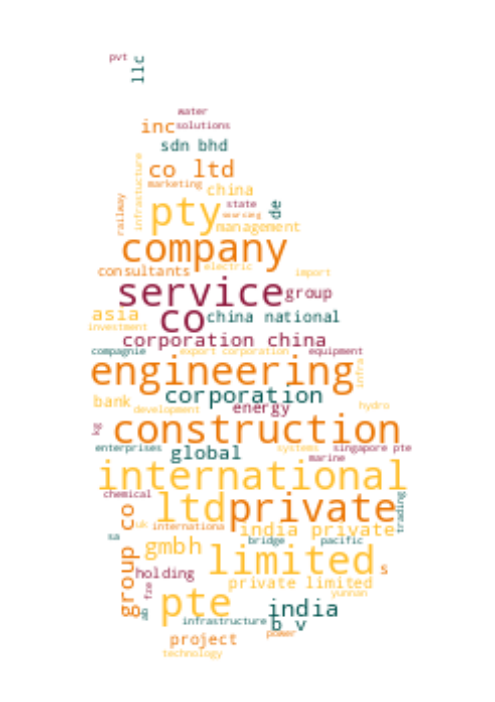 pvt
llc
water
inc solutions
sdn bhd
co ltd
marketing china
infrastucture
railway
pty state de
sourcing
management
company
consultants electric
import
service group
co china national
asia
investment
corporation china
compagnie export corporation equipment
engineering infra
corporation
bank energy hydro
development
kg construction
enterprises systems singapore pte
global marine
international
chemical
ltd private trading
uk internationa
india private
sa bridge pacific
group co gmbh limited s
holding
private limited
fze yunnan
ab pte india
infrastructure b v
project power
technology